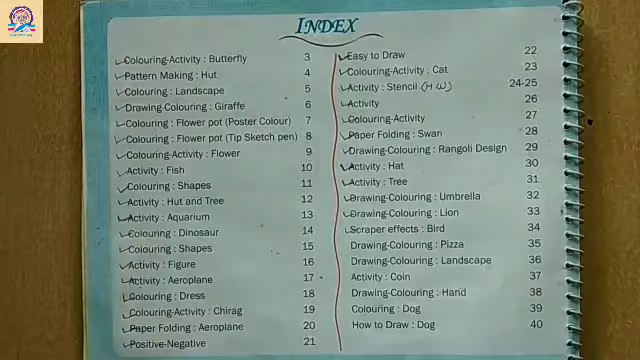 INDEX
Colouring-Activity : Butterfly 3
Pattern Making : Hut 4
Colouring : Landscape 5
Drawing-Colouring : Giraffe 6
Colouring : Flower pot (Poster Colour) 7
Colouring : Flower pot (Tip Sketch pen) 8
Colouring-Activity : Flower 9
Activity : Fish 10
Colouring : Shapes 11
Activity : Hut and Tree 12
Activity : Aquarium 13
Colouring : Dinosaur 14
Colouring : Shapes 15
Activity : Figure 16
Activity : Aeroplane 17
Colouring : Dress 18
Colouring-Activity : Chirag 19
Paper Folding : Aeroplane 20
Positive-Negative 21
Easy to Draw 22
Colouring-Activity : Cat 23
Activity : Stencil (H W) 24-25
Activity 26
Colouring-Activity 27
Paper Folding : Swan 28
Drawing-Colouring : Rangoli Design 29
Activity : Hat 30
Activity : Tree 31
Drawing-Colouring : Umbrella 32
Drawing-Colouring : Lion 33
Scraper effects : Bird 34
Drawing-Colouring : Pizza 35
Drawing-Colouring : Landscape 36
Activity : Coin 37
Drawing-Colouring : Hand 38
Colouring : Dog 39
How to Draw : Dog 40